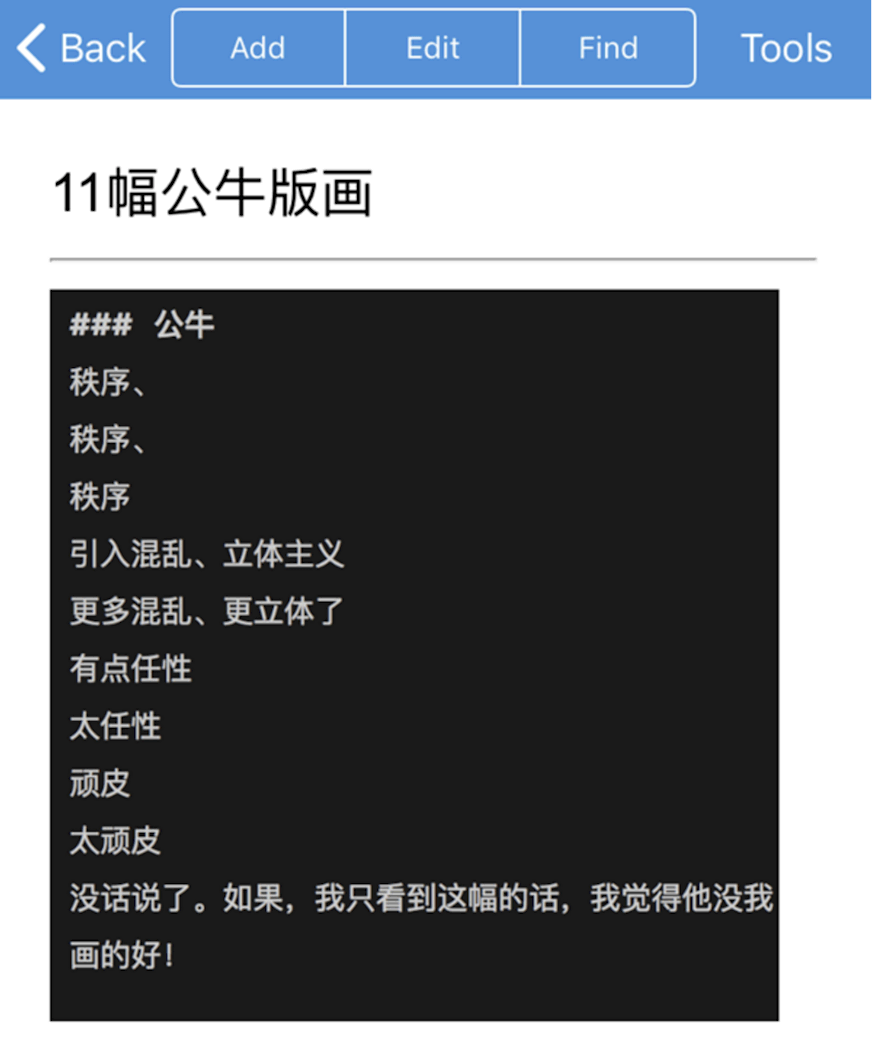 Back Add Edit Find Tools
11幅公牛版画
### 公牛
秩序、
秩序、
秩序
引入混乱、立体主义
更多混乱、更立体了
有点任性
太任性
顽皮
太顽皮
没话说了。如果，我只看到这幅的话，我觉得他没我
画的好！